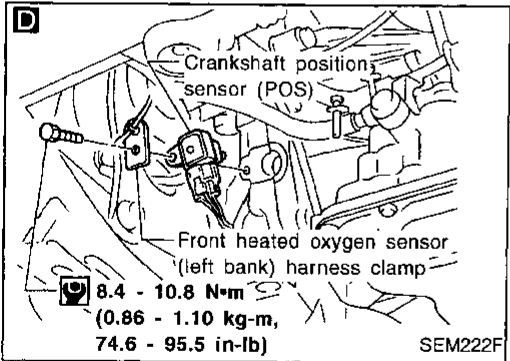 D
Crankshaft position
sensor (POS)
Front heated oxygen sensor
(left bank) harness clamp
8.4 - 10.8 N•m
(0.86 - 1.10 kg-m,
74.6 - 95.5 in-lb)
SEM222F